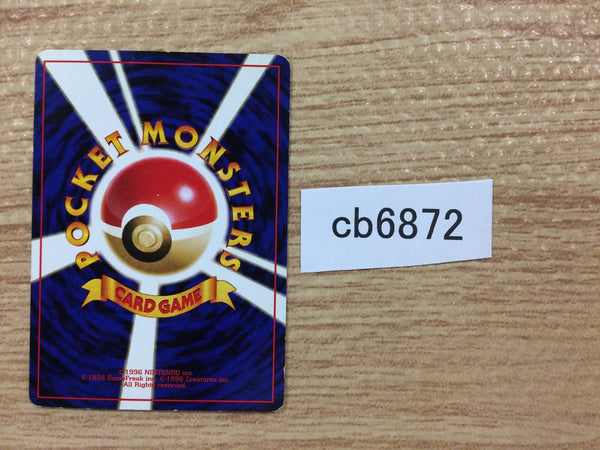 POCKET MONSTERS
CARD GAME
©1996 NINTENDO inc.
©1996 GameFreak inc. ©1996 Creatures inc.
All Rights reserved.
cb6872